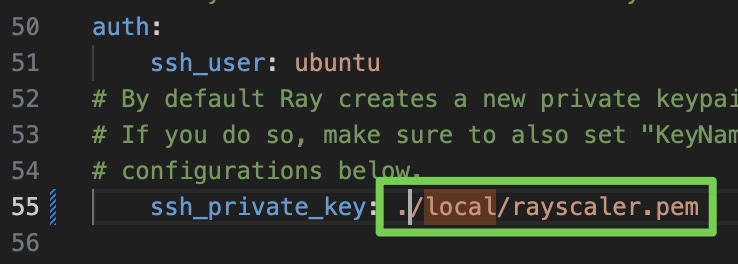 50 auth:
51 ssh_user: ubuntu
52 # By default Ray creates a new private keypai
53 # If you do so, make sure to also set "KeyNam
54 # configurations below.
55 ssh_private_key: ./local/rayscaler.pem
56